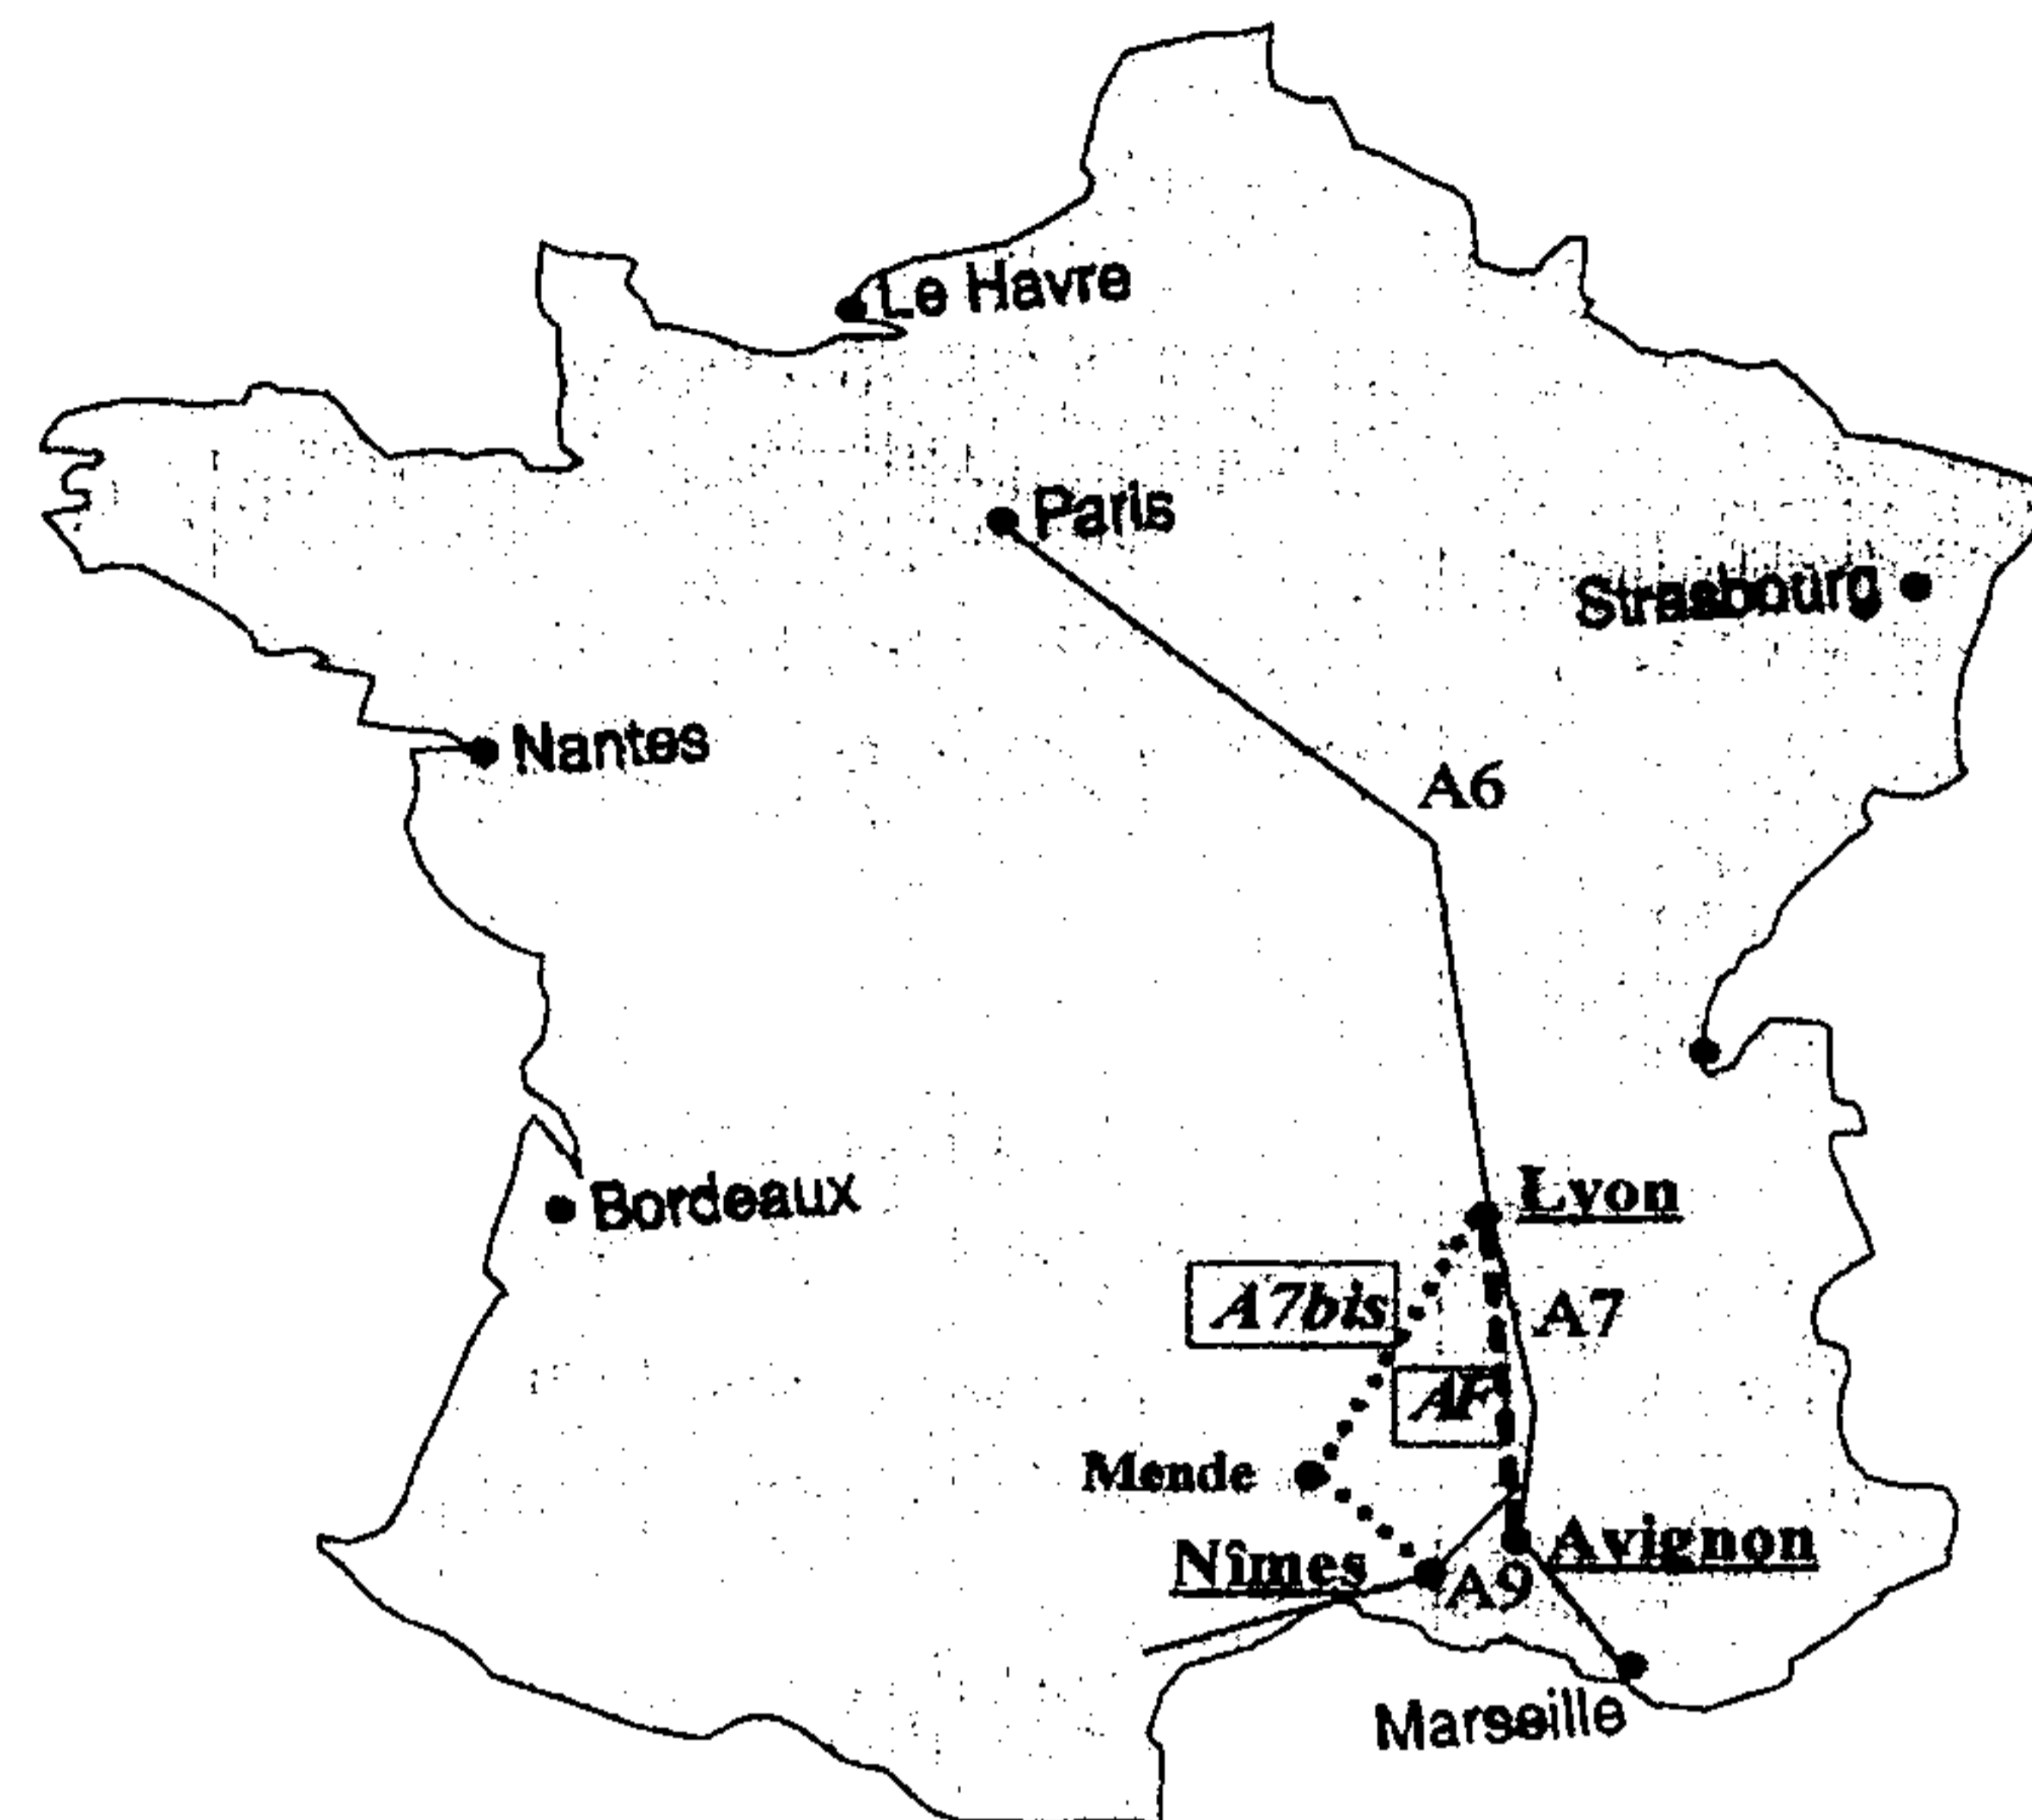 Le Havre
Paris
Strasbourg
Nantes
A6
Lyon
Bordeaux
A7bis
A7
AF
Mende
Avignon
Nîmes
A9
Marseille